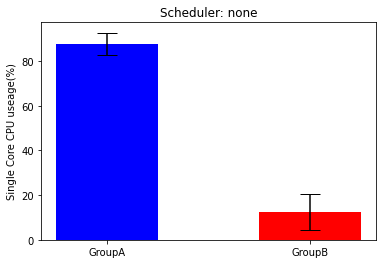 Scheduler: none
Single Core CPU useage(%)
80
60
40
20
0
GroupA
GroupB